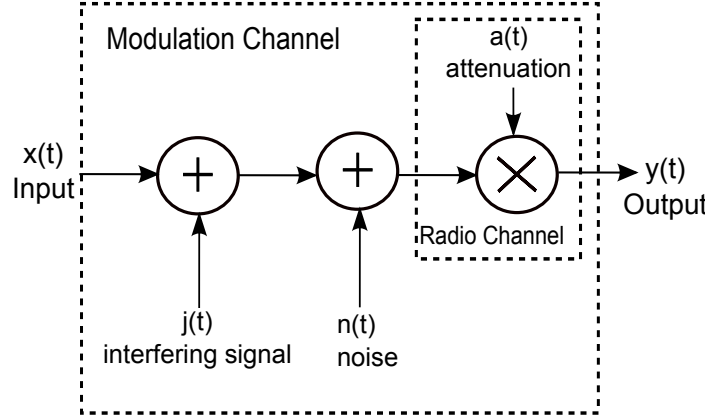 Modulation Channel
a(t)
attenuation
x(t)
Input
+
+
y(t)
Output
Radio Channel
j(t)
interfering signal
n(t)
noise